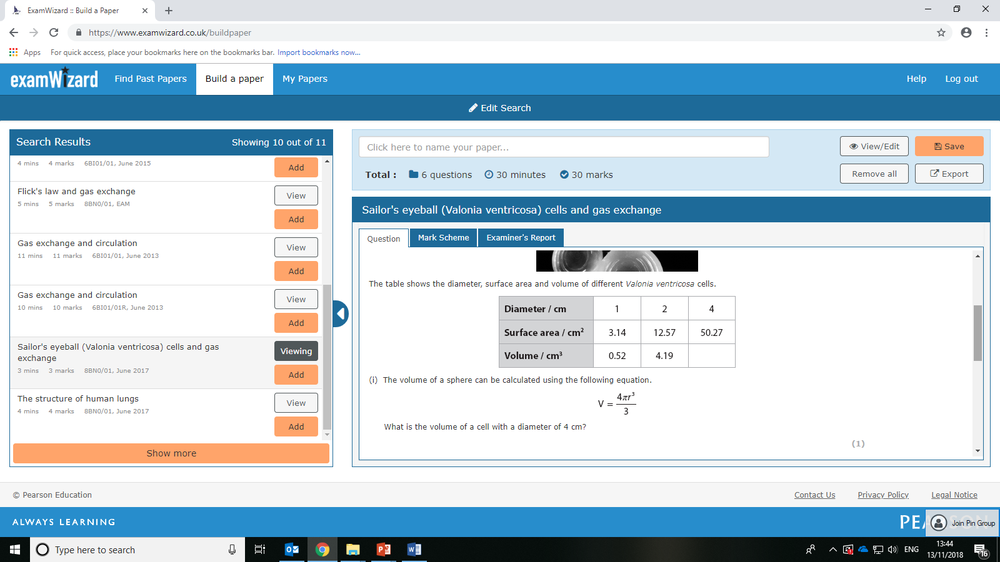 ExamWizard :: Build a Paper
https://www.examwizard.co.uk/buildpaper
Apps For quick access, place your bookmarks here on the bookmarks bar. Import bookmarks now...
examWizard Find Past Papers Build a paper My Papers Help Log out
Edit Search
Search Results Showing 10 out of 11
4 mins 4 marks 6BI01/01, June 2015
Add
Flick's law and gas exchange
5 mins 5 marks 8BN0/01, EAM
View
Add
Gas exchange and circulation
11 mins 11 marks 6BI01/01, June 2013
View
Add
Gas exchange and circulation
10 mins 10 marks 6BI01/01R, June 2013
View
Add
Sailor's eyeball (Valonia ventricosa) cells and gas
exchange
3 mins 3 marks 8BN0/01, June 2017
Viewing
Add
The structure of human lungs
4 mins 4 marks 8BN0/01, June 2017
View
Add
Show more
Click here to name your paper...
View/Edit Save
Total : 6 questions 30 minutes 30 marks
Remove all Export
Sailor's eyeball (Valonia ventricosa) cells and gas exchange
Question Mark Scheme Examiner's Report
The table shows the diameter, surface area and volume of different Valonia ventricosa cells.
Diameter / cm 1 2 4
Surface area / cm² 3.14 12.57 50.27
Volume / cm³ 0.52 4.19
(i) The volume of a sphere can be calculated using the following equation.
V = 4πr³/3
What is the volume of a cell with a diameter of 4 cm?
(1)
© Pearson Education Contact Us Privacy Policy Legal Notice
ALWAYS LEARNING
Join Pin Group
Type here to search
ENG
13:44
13/11/2018
16